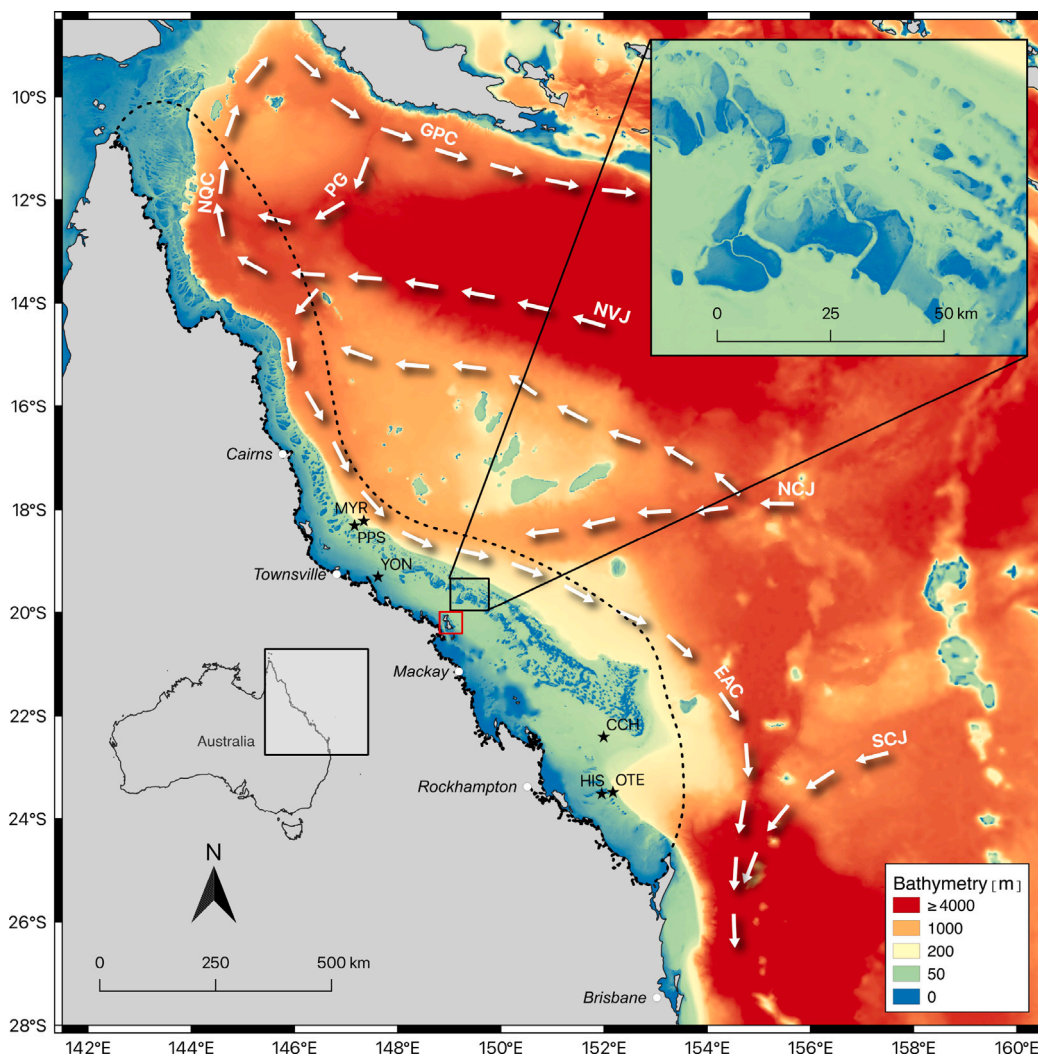 10°S
12°S
14°S
16°S
18°S
20°S
22°S
24°S
26°S
28°S
142°E
144°E
146°E
148°E
150°E
152°E
154°E
156°E
158°E
160°E
GPC
PG
NQC
NVJ
NCJ
EAC
SCJ
0 25 50 km
Cairns
MYR
PPS
Townsville
YON
Mackay
CCH
HIS OTE
Rockhampton
Brisbane
Australia
N
0 250 500 km
Bathymetry [m]
≥ 4000
1000
200
50
0